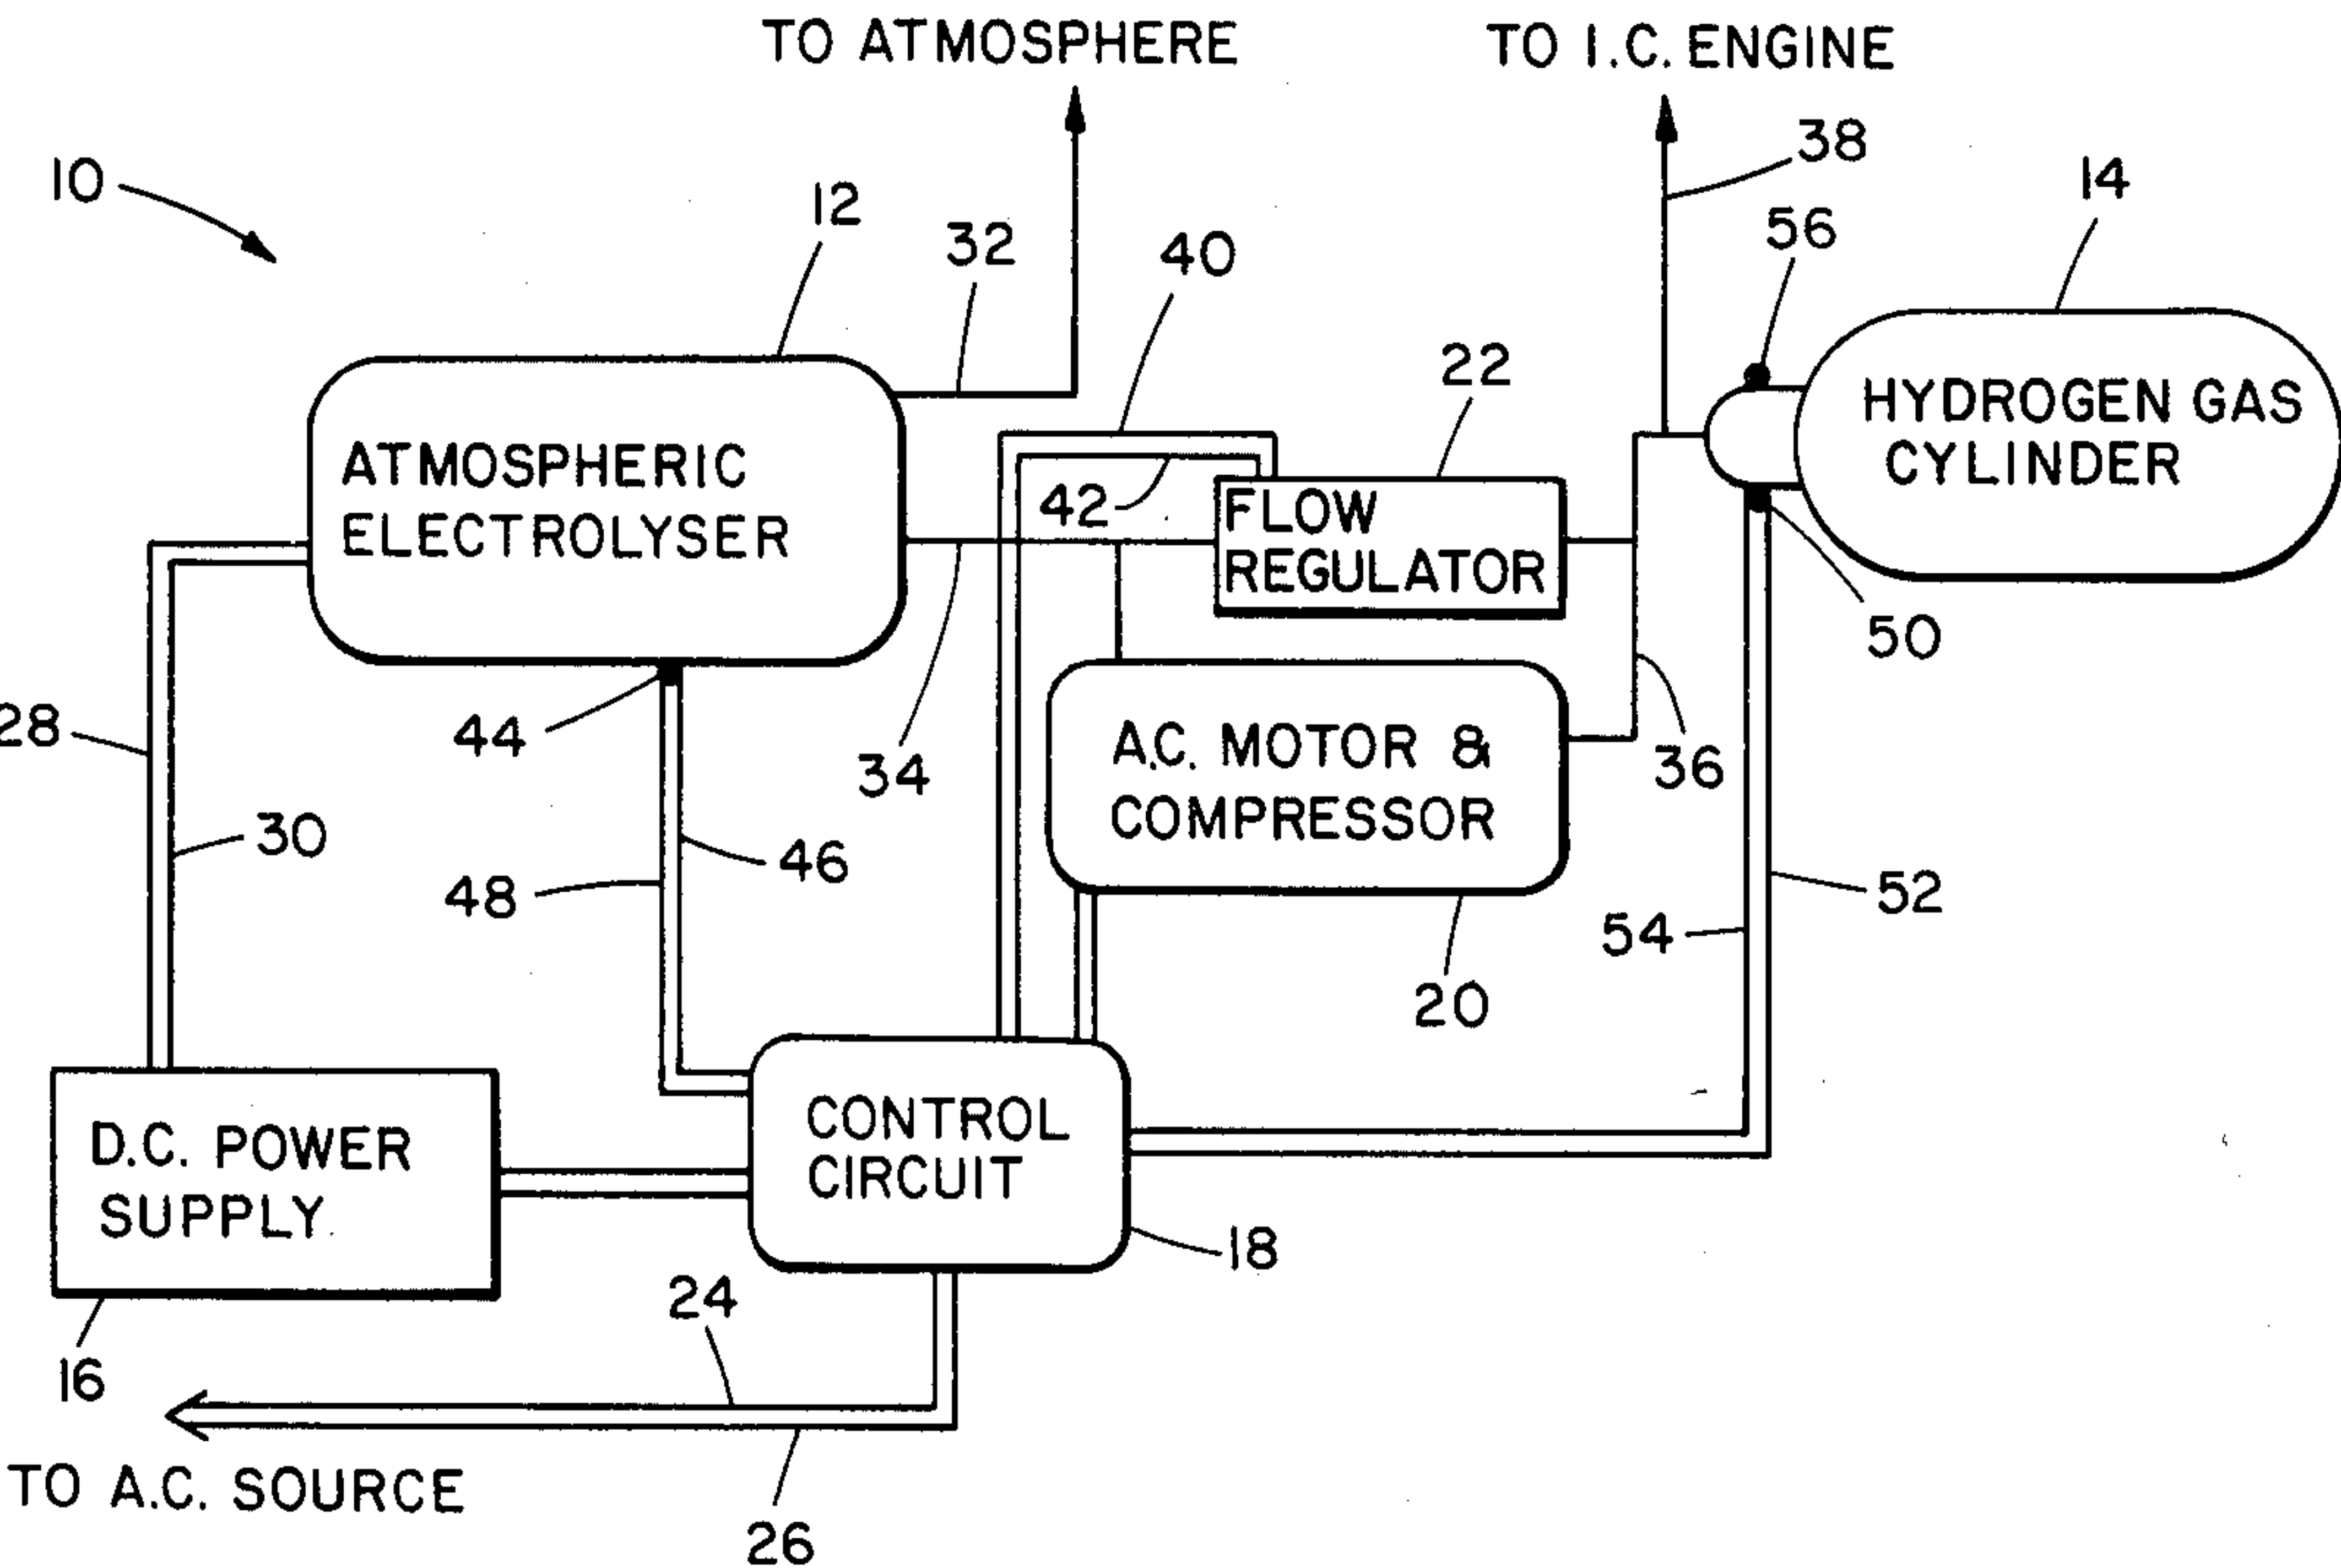 TO ATMOSPHERE
TO I.C. ENGINE
10
12
32
40
38
56
14
22
ATMOSPHERIC
ELECTROLYSER
42
FLOW
REGULATOR
HYDROGEN GAS
CYLINDER
50
28
44
34
A.C. MOTOR &
COMPRESSOR
36
30
46
48
54
52
20
D.C. POWER
SUPPLY
CONTROL
CIRCUIT
18
24
16
TO A.C. SOURCE
26